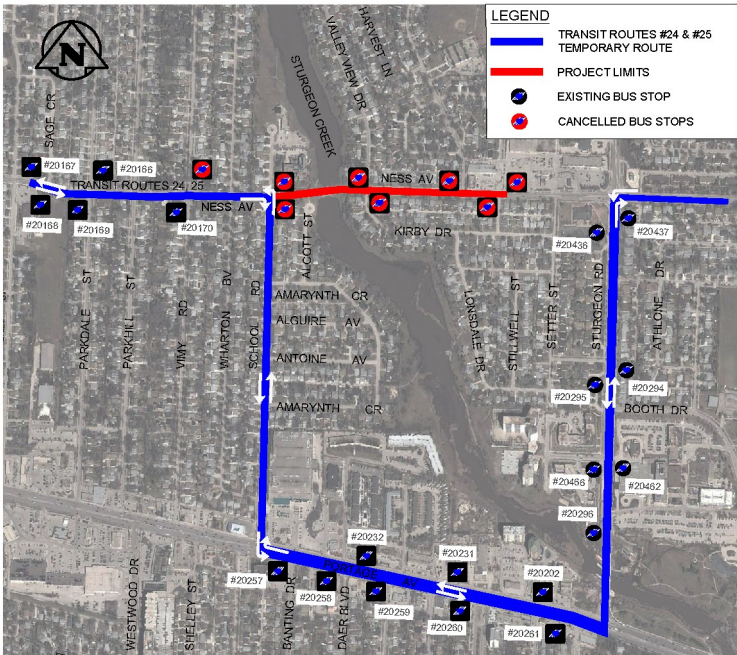 LEGEND
TRANSIT ROUTES #24 & #25
TEMPORARY ROUTE
PROJECT LIMITS
EXISTING BUS STOP
CANCELLED BUS STOPS
N
SAGE CR
STURGEON CREEK
VALLEY VIEW DR
HARVEST LN
#20167
#20166
TRANSIT ROUTES 24, 25
NESS AV
NESS AV
#20168
#20169
#20170
ALCOTT ST
KIRBY DR
#20436
#20437
PARKDALE ST
PARKHILL ST
VIMY RD
WHARTON BV
SCHOOL RD
AMARYNTH CR
ALGUIRE AV
ANTOINE AV
AMARYNTH CR
LONSDALE DR
STILLWELL ST
SETTER ST
STURGEON RD
ATHLONE DR
#20295
#20294
BOOTH DR
#20466
#20462
#20296
#20232
#20231
#20202
PORTAGE AV
#20257
#20258
#20259
#20260
#20261
WESTWOOD DR
SHELLEY ST
BANTING DR
DAER BLVD